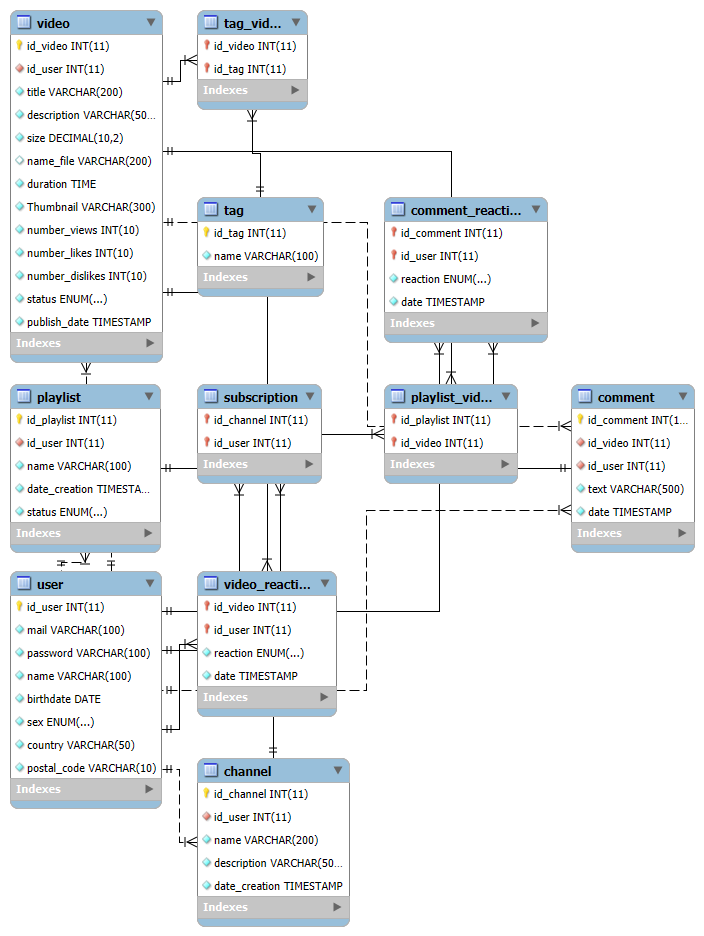 video
id_video INT(11)
id_user INT(11)
title VARCHAR(200)
description VARCHAR(50...
size DECIMAL(10,2)
name_file VARCHAR(200)
duration TIME
Thumbnail VARCHAR(300)
number_views INT(10)
number_likes INT(10)
number_dislikes INT(10)
status ENUM(...)
publish_date TIMESTAMP
Indexes
tag_vid...
id_video INT(11)
id_tag INT(11)
Indexes
tag
id_tag INT(11)
name VARCHAR(100)
Indexes
comment_reacti...
id_comment INT(11)
id_user INT(11)
reaction ENUM(...)
date TIMESTAMP
Indexes
playlist
id_playlist INT(11)
id_user INT(11)
name VARCHAR(100)
date_creation TIMESTA...
status ENUM(...)
Indexes
subscription
id_channel INT(11)
id_user INT(11)
Indexes
playlist_vid...
id_playlist INT(11)
id_video INT(11)
Indexes
comment
id_comment INT(1...
id_video INT(11)
id_user INT(11)
text VARCHAR(500)
date TIMESTAMP
Indexes
user
id_user INT(11)
mail VARCHAR(100)
password VARCHAR(100)
name VARCHAR(100)
birthdate DATE
sex ENUM(...)
country VARCHAR(50)
postal_code VARCHAR(10)
Indexes
video_reacti...
id_video INT(11)
id_user INT(11)
reaction ENUM(...)
date TIMESTAMP
Indexes
channel
id_channel INT(11)
id_user INT(11)
name VARCHAR(200)
description VARCHAR(50...
date_creation TIMESTAMP
Indexes